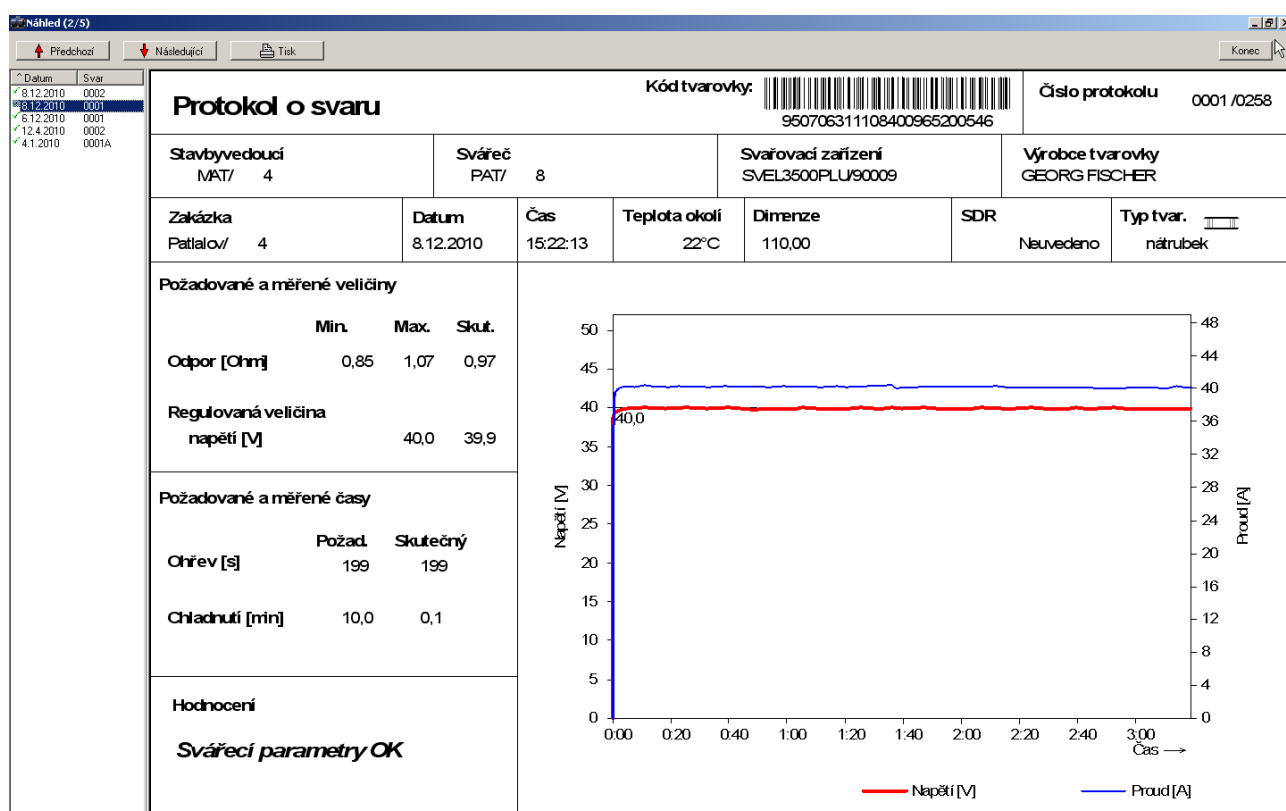 Náhled (2/5)
Předchozí Následující Tisk Konec
^ Datum Svar
8.12.2010 0002
8.12.2010 0001
6.12.2010 0001
12.4.2010 0002
4.1.2010 0001A
Protokol o svaru
Kód tvarovky:
950706311108400965200546
Číslo protokolu 0001 /0258
Stavbyvedoucí
MAT/ 4
Svářeč
PAT/ 8
Svařovací zařízení
SVEL3500PLU/90009
Výrobce tvarovky
GEORG FISCHER
Zakázka
Patlalov/ 4
Datum
8.12.2010
Čas
15:22:13
Teplota okolí
22°C
Dimenze
110,00
SDR
Neuvedeno
Typ tvar.
nátrubek
Požadované a měřené veličiny
Min. Max. Skut.
Odpor [Ohm] 0,85 1,07 0,97
Regulovaná veličina
napětí [V] 40,0 39,9
Požadované a měřené časy
Požad. Skutečný
Ohřev [s] 199 199
Chladnutí [min] 10,0 0,1
Hodnocení
Svářecí parametry OK
Napětí [V]
50
45
40
35
30
25
20
15
10
5
0
40,0
48
44
40
36
32
28
24
20
16
12
8
4
0
Proud [A]
0:00 0:20 0:40 1:00 1:20 1:40 2:00 2:20 2:40 3:00
Čas
Napětí [V] Proud [A]